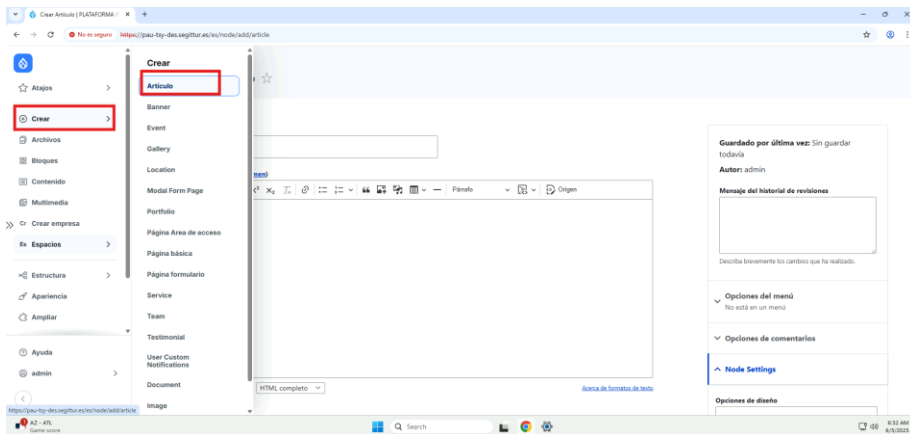 Crear Artículo | PLATAFORMA
No es seguro https://pau-tsy-des.segittur.es/es/node/add/article
Atajos
Crear
Archivos
Bloques
Contenido
Multimedia
Cr Crear empresa
Es Espacios
Estructura
Apariencia
Ampliar
Ayuda
admin
https://pau-tsy-des.segittur.es/es/node/add/article
Crear
Artículo
Banner
Event
Gallery
Location
Modal Form Page
Portfolio
Página Area de acceso
Página básica
Página formulario
Service
Team
Testimonial
User Custom
Notifications
Document
Image
Párrafo
Origen
HTML completo
Acerca de formatos de texto
Guardado por última vez: Sin guardar
todavía
Autor: admin
Mensaje del historial de revisiones
Describa brevemente los cambios que ha realizado.
Opciones del menú
No está en un menú
Opciones de comentarios
Node Settings
Opciones de diseño
AZ - ATL
Game score
Search
6:52 AM
8/5/2025